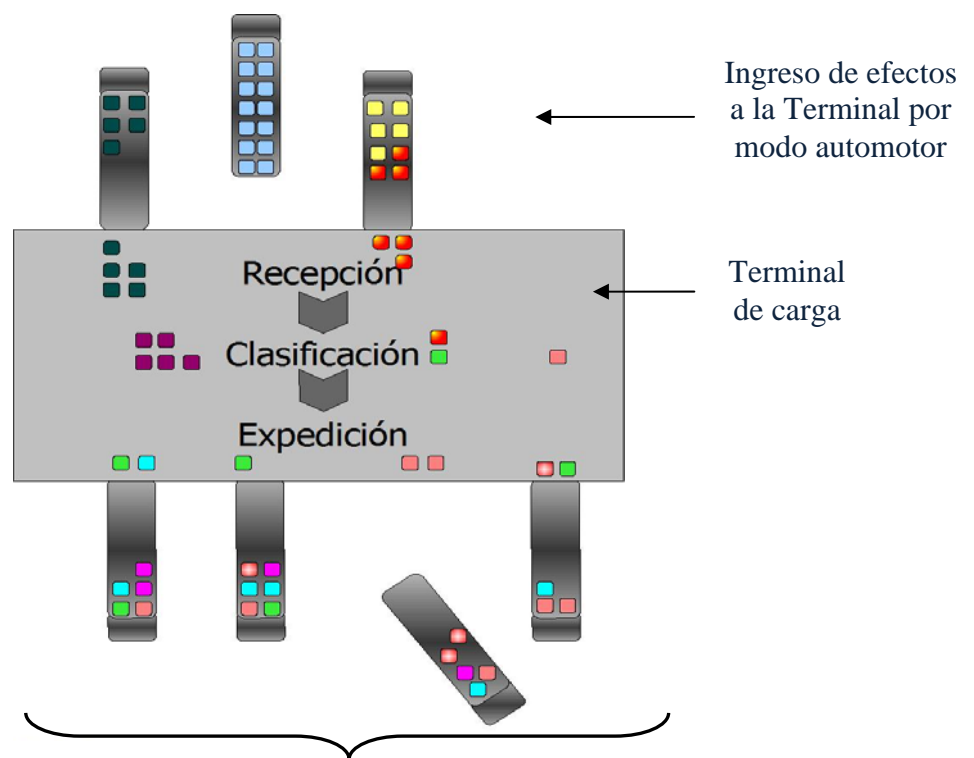 Ingreso de efectos
a la Terminal por
modo automotor
Recepción
Terminal
de carga
Clasificación
Expedición